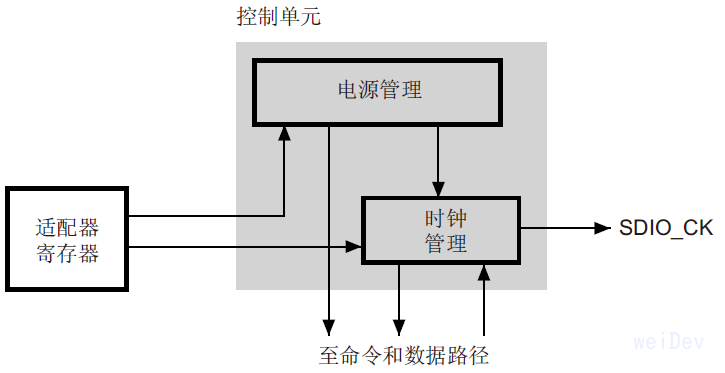 控制单元
电源管理
适配器
寄存器
时钟
管理
SDIO_CK
至命令和数据路径
weiDev